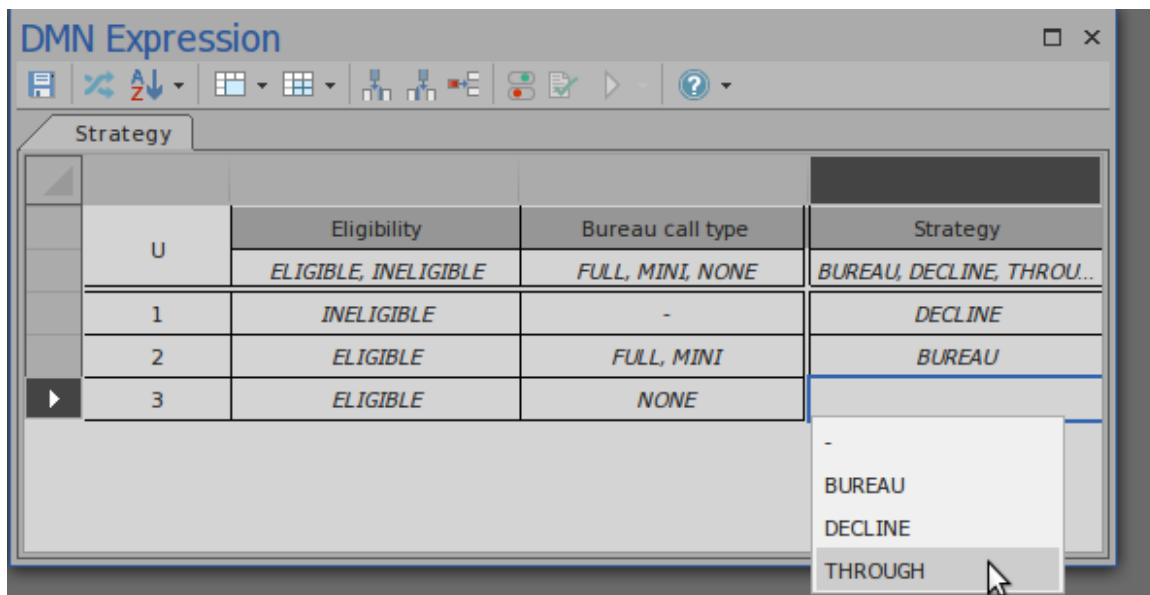 DMN Expression
Strategy
U
Eligibility Bureau call type Strategy
ELIGIBLE, INELIGIBLE FULL, MINI, NONE BUREAU, DECLINE, THROU...
1 INELIGIBLE - DECLINE
2 ELIGIBLE FULL, MINI BUREAU
3 ELIGIBLE NONE
-
BUREAU
DECLINE
THROUGH